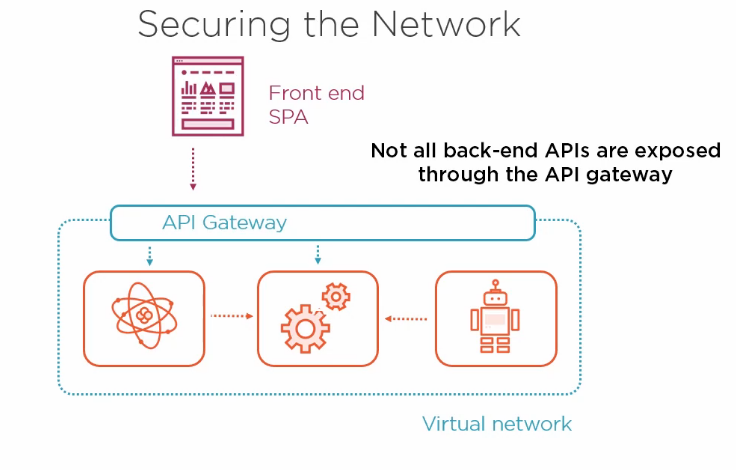 Securing the Network
Front end
SPA
Not all back-end APIs are exposed
through the API gateway
API Gateway
Virtual network